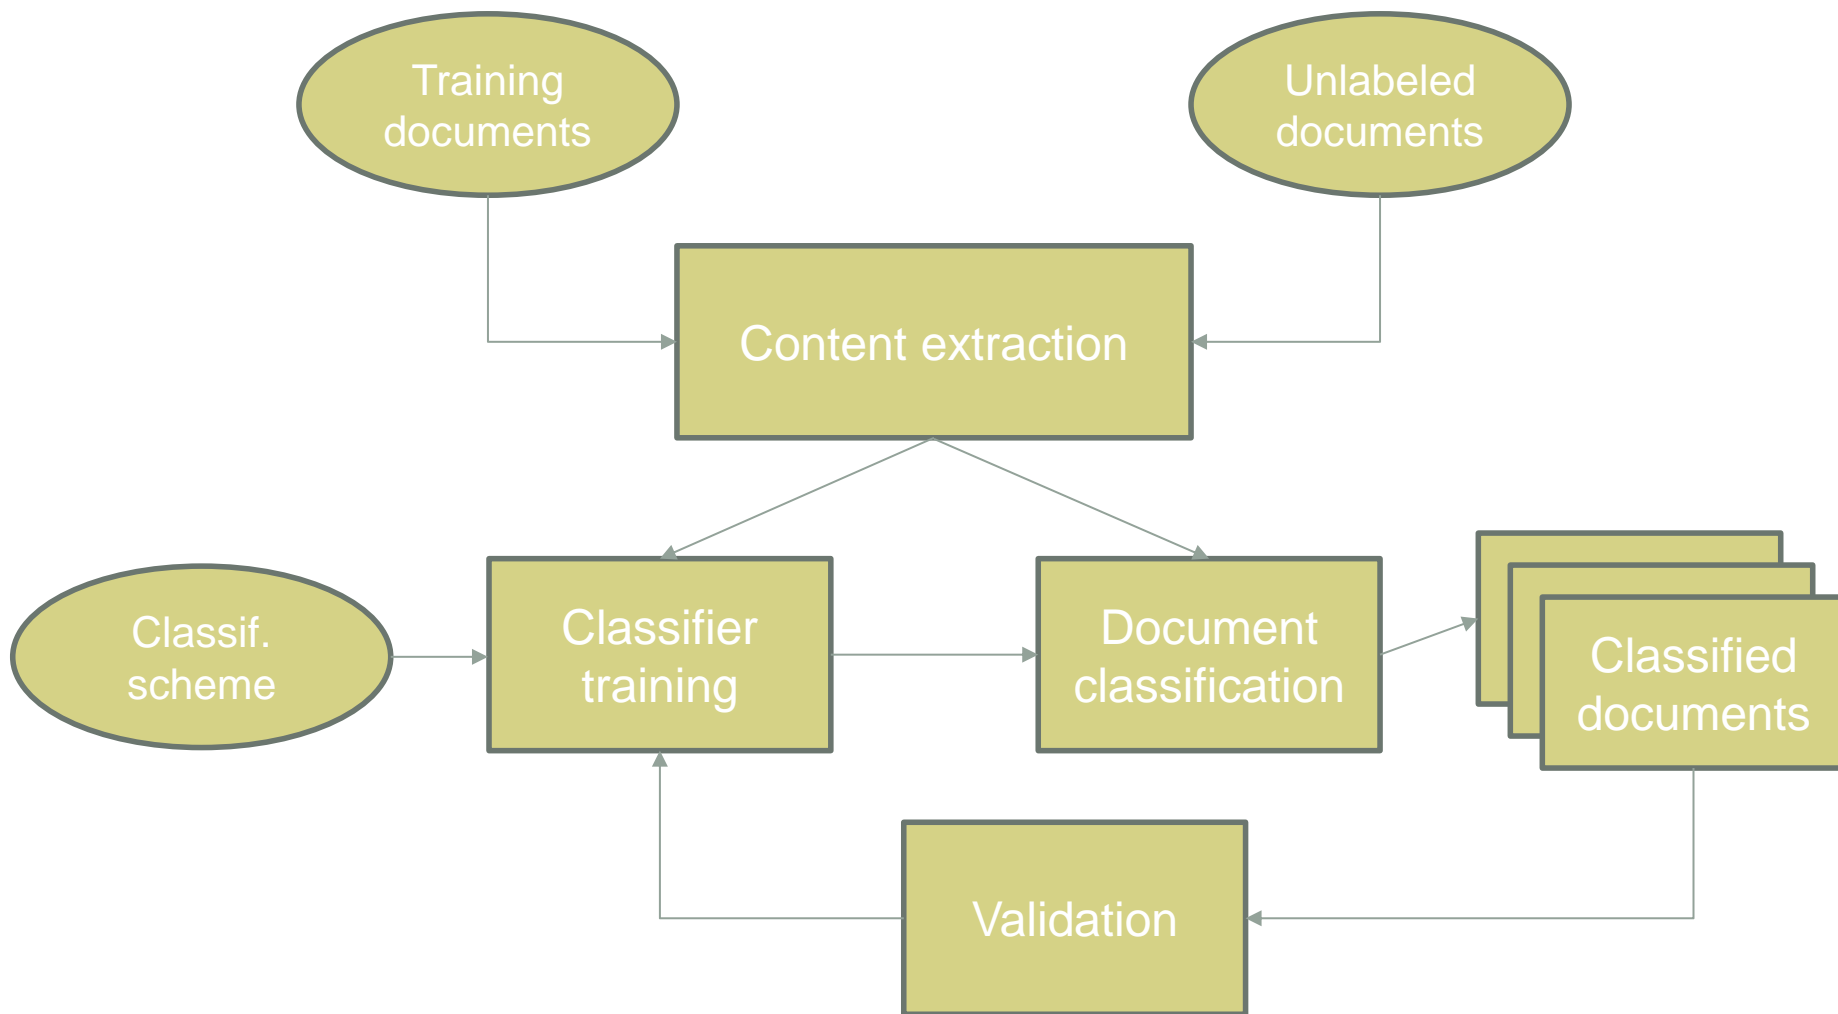 Training
documents
Unlabeled
documents
Content extraction
Classif.
scheme
Classifier
training
Document
classification
Classified
documents
Validation